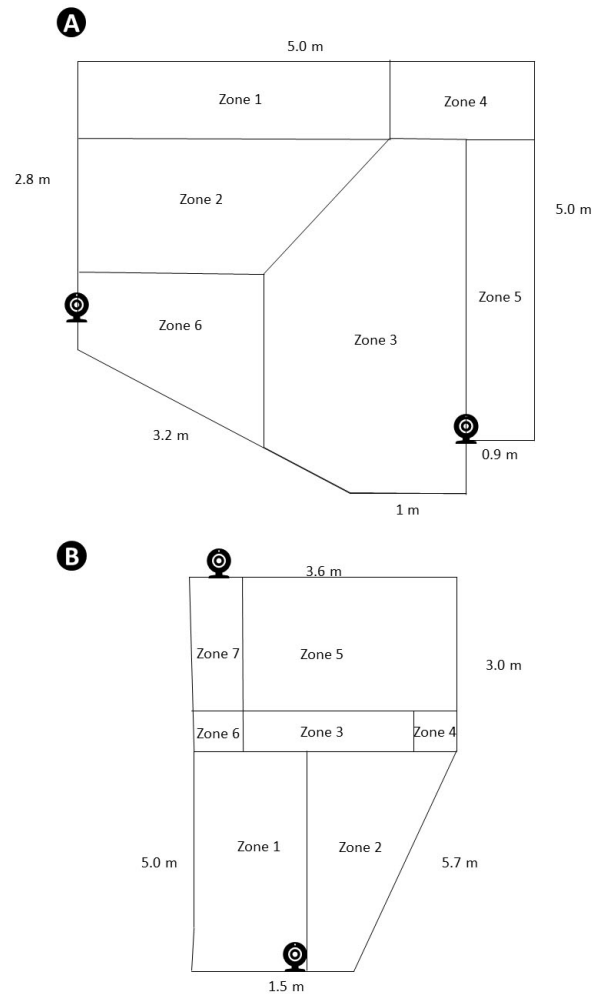 A
5.0 m
Zone 1
Zone 4
2.8 m
Zone 2
5.0 m
Zone 5
Zone 6
Zone 3
3.2 m
0.9 m
1 m
B
3.6 m
Zone 7
Zone 5
3.0 m
Zone 6
Zone 3
Zone 4
Zone 1
Zone 2
5.0 m
5.7 m
1.5 m